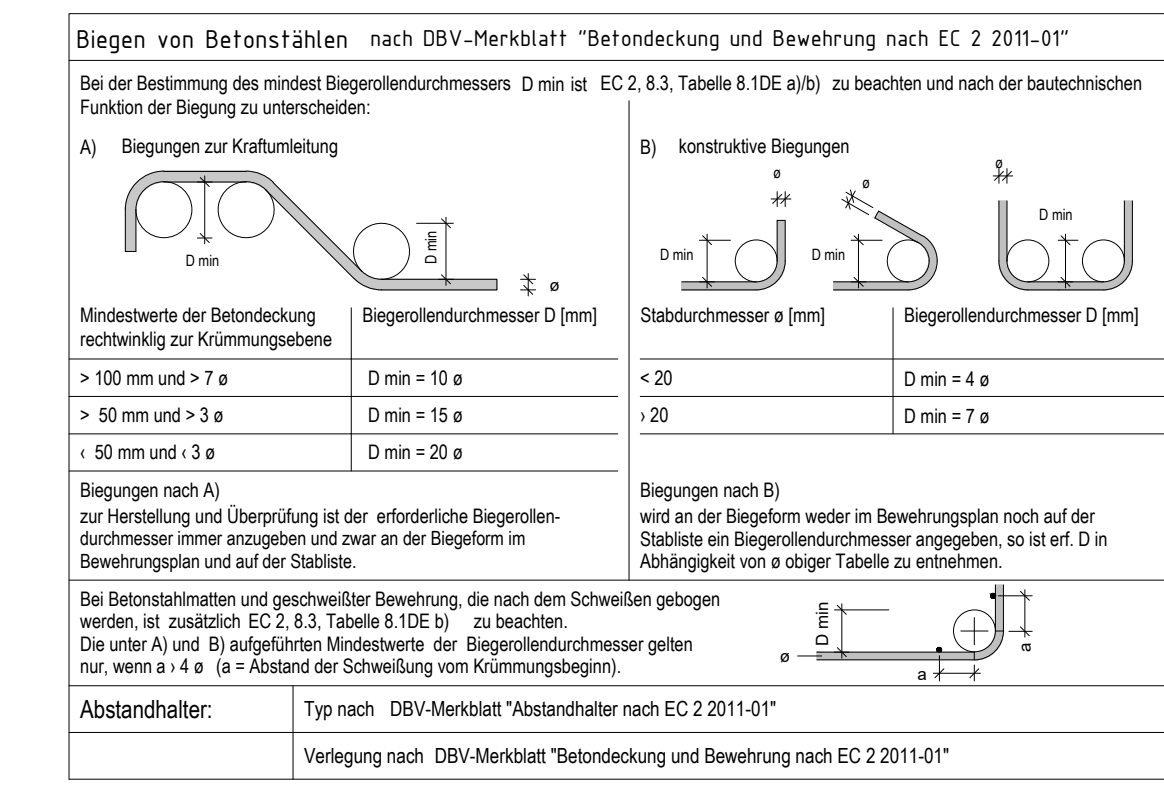 Biegen von Betonstählen nach DBV-Merkblatt "Betondeckung und Bewehrung nach EC 2 2011-01"
Bei der Bestimmung des mindest Biegerollendurchmessers D min ist EC 2, 8.3, Tabelle 8.1DE a)/b) zu beachten und nach der bautechnischen
Funktion der Biegung zu unterscheiden:
A) Biegungen zur Kraftumleitung
D min
D min
ø
Mindestwerte der Betondeckung
rechtwinklig zur Krümmungsebene
Biegerollendurchmesser D [mm]
> 100 mm und > 7 ø
D min = 10 ø
> 50 mm und > 3 ø
D min = 15 ø
‹ 50 mm und ‹ 3 ø
D min = 20 ø
Biegungen nach A)
zur Herstellung und Überprüfung ist der erforderliche Biegerollen-
durchmesser immer anzugeben und zwar an der Biegeform im
Bewehrungsplan und auf der Stabliste.
B) konstruktive Biegungen
ø
D min
ø
D min
ø
D min
Stabdurchmesser ø [mm]
Biegerollendurchmesser D [mm]
< 20
D min = 4 ø
› 20
D min = 7 ø
Biegungen nach B)
wird an der Biegeform weder im Bewehrungsplan noch auf der
Stabliste ein Biegerollendurchmesser angegeben, so ist erf. D in
Abhängigkeit von ø obiger Tabelle zu entnehmen.
Bei Betonstahlmatten und geschweißter Bewehrung, die nach dem Schweißen gebogen
werden, ist zusätzlich EC 2, 8.3, Tabelle 8.1DE b) zu beachten.
Die unter A) und B) aufgeführten Mindestwerte der Biegerollendurchmesser gelten
nur, wenn a › 4 ø (a = Abstand der Schweißung vom Krümmungsbeginn).
D min
ø
a
a
Abstandhalter:
Typ nach DBV-Merkblatt "Abstandhalter nach EC 2 2011-01"
Verlegung nach DBV-Merkblatt "Betondeckung und Bewehrung nach EC 2 2011-01"